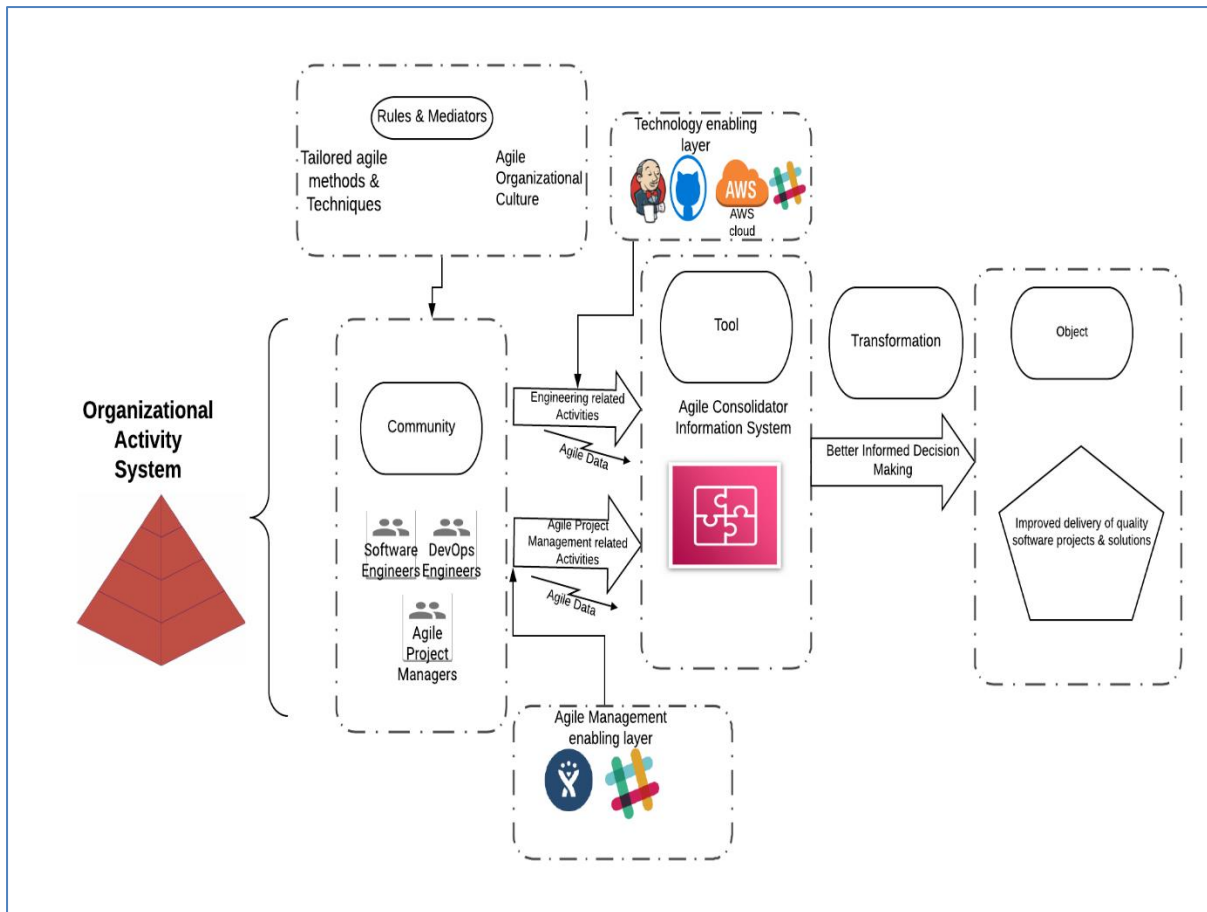 Rules & Mediators
Tailored agile
methods &
Techniques
Agile
Organizational
Culture
Technology enabling
layer
AWS
AWS
cloud
Organizational
Activity
System
Community
Software
Engineers
DevOps
Engineers
Agile
Project
Managers
Engineering related
Activities
Agile Data
Agile Project
Management related
Activities
Agile Data
Tool
Agile Consolidator
Information System
Transformation
Better Informed Decision
Making
Object
Improved delivery of quality
software projects & solutions
Agile Management
enabling layer